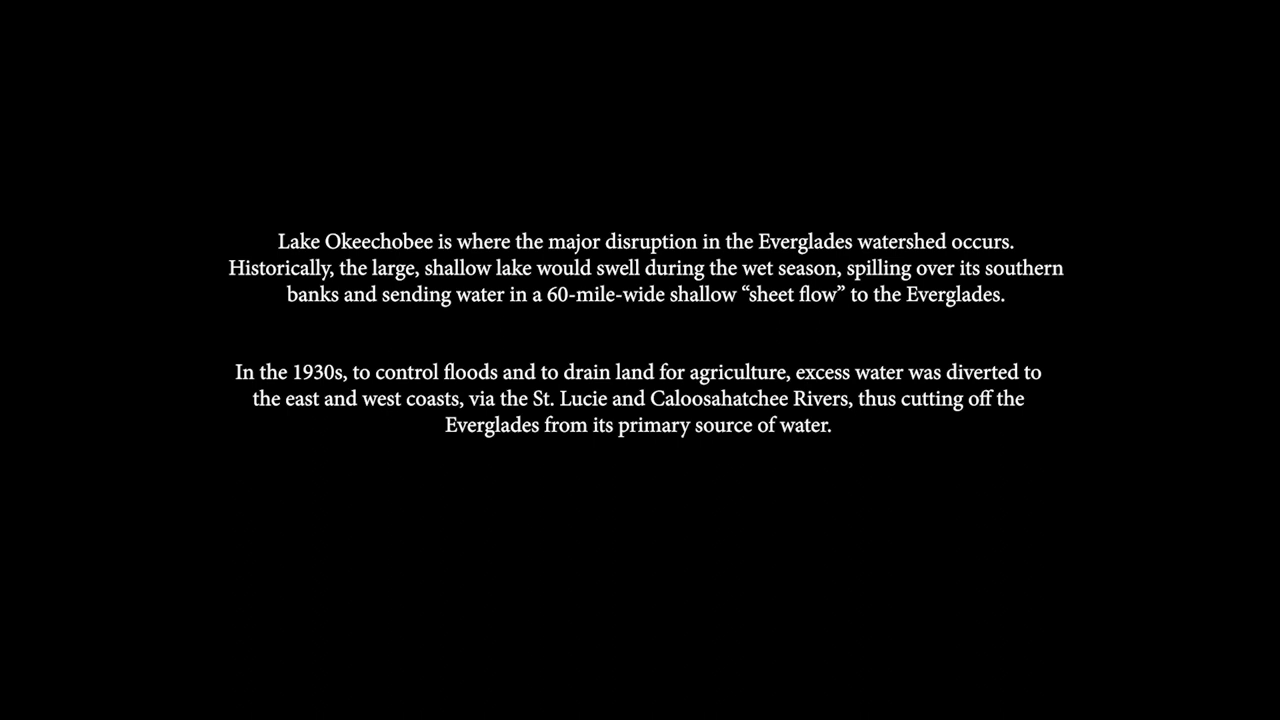 Lake Okeechobee is where the major disruption in the Everglades watershed occurs.
Historically, the large, shallow lake would swell during the wet season, spilling over its southern
banks and sending water in a 60-mile-wide shallow “sheet flow” to the Everglades.
In the 1930s, to control floods and to drain land for agriculture, excess water was diverted to
the east and west coasts, via the St. Lucie and Caloosahatchee Rivers, thus cutting off the
Everglades from its primary source of water.